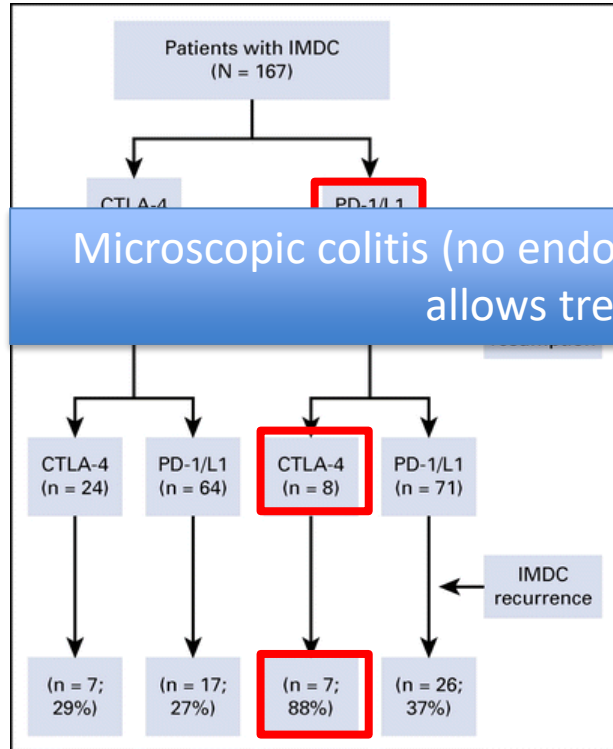 Patients with IMDC
(N = 167)
CTLA-4
PD-1/L1
Microscopic colitis (no endo
allows tre
CTLA-4
(n = 24)
PD-1/L1
(n = 64)
CTLA-4
(n = 8)
PD-1/L1
(n = 71)
IMDC
recurrence
(n = 7;
29%)
(n = 17;
27%)
(n = 7;
88%)
(n = 26;
37%)